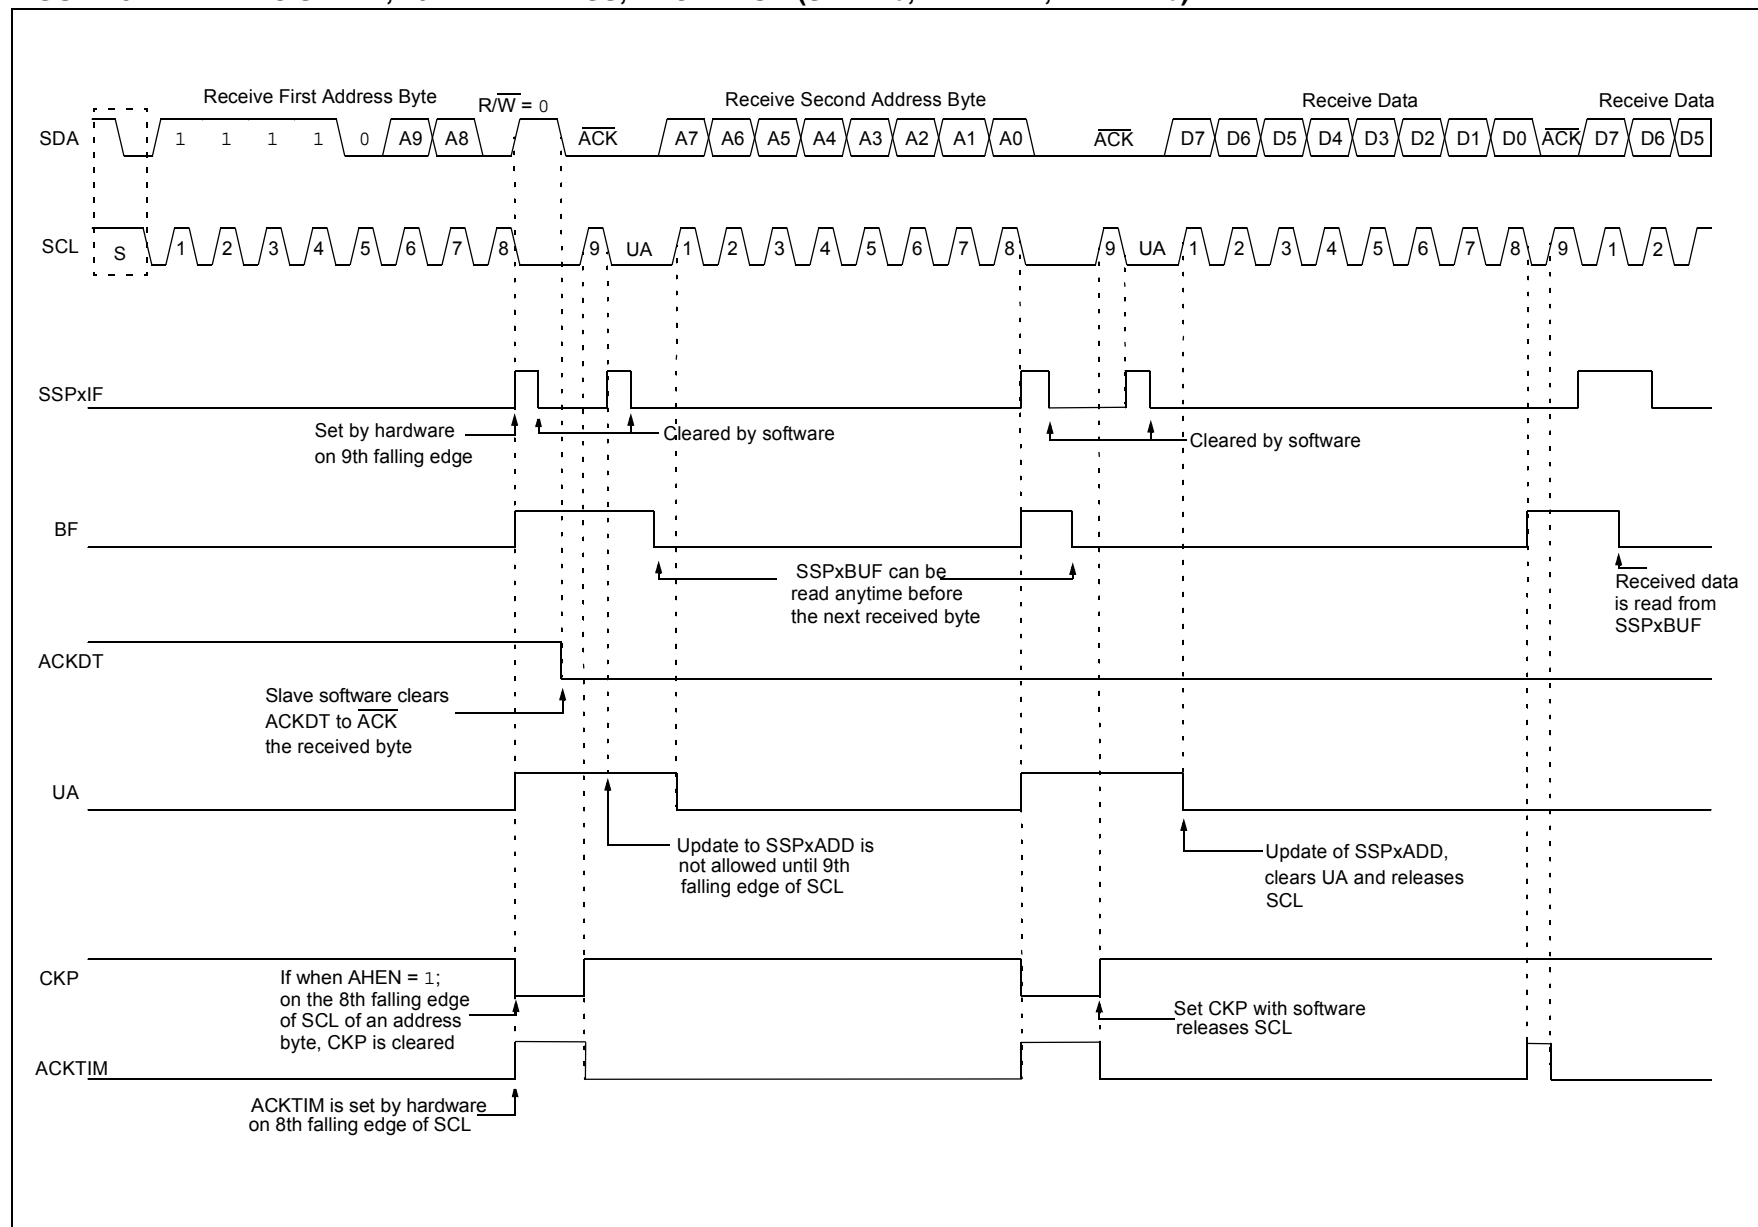 Receive First Address Byte
R/W = 0
Receive Second Address Byte
Receive Data
Receive Data
SDA
1 1 1 1 0 A9 A8
ACK
A7 A6 A5 A4 A3 A2 A1 A0
ACK
D7 D6 D5 D4 D3 D2 D1 D0
ACK
D7 D6 D5
SCL
S
1 2 3 4 5 6 7 8
9
UA
1 2 3 4 5 6 7 8
9
UA
1 2 3 4 5 6 7 8
9
1 2
SSPxIF
Set by hardware
on 9th falling edge
Cleared by software
Cleared by software
BF
SSPxBUF can be
read anytime before
the next received byte
Received data
is read from
SSPxBUF
ACKDT
Slave software clears
ACKDT to ACK
the received byte
UA
Update to SSPxADD is
not allowed until 9th
falling edge of SCL
Update of SSPxADD,
clears UA and releases
SCL
CKP
If when AHEN = 1;
on the 8th falling edge
of SCL of an address
byte, CKP is cleared
Set CKP with software
releases SCL
ACKTIM
ACKTIM is set by hardware
on 8th falling edge of SCL